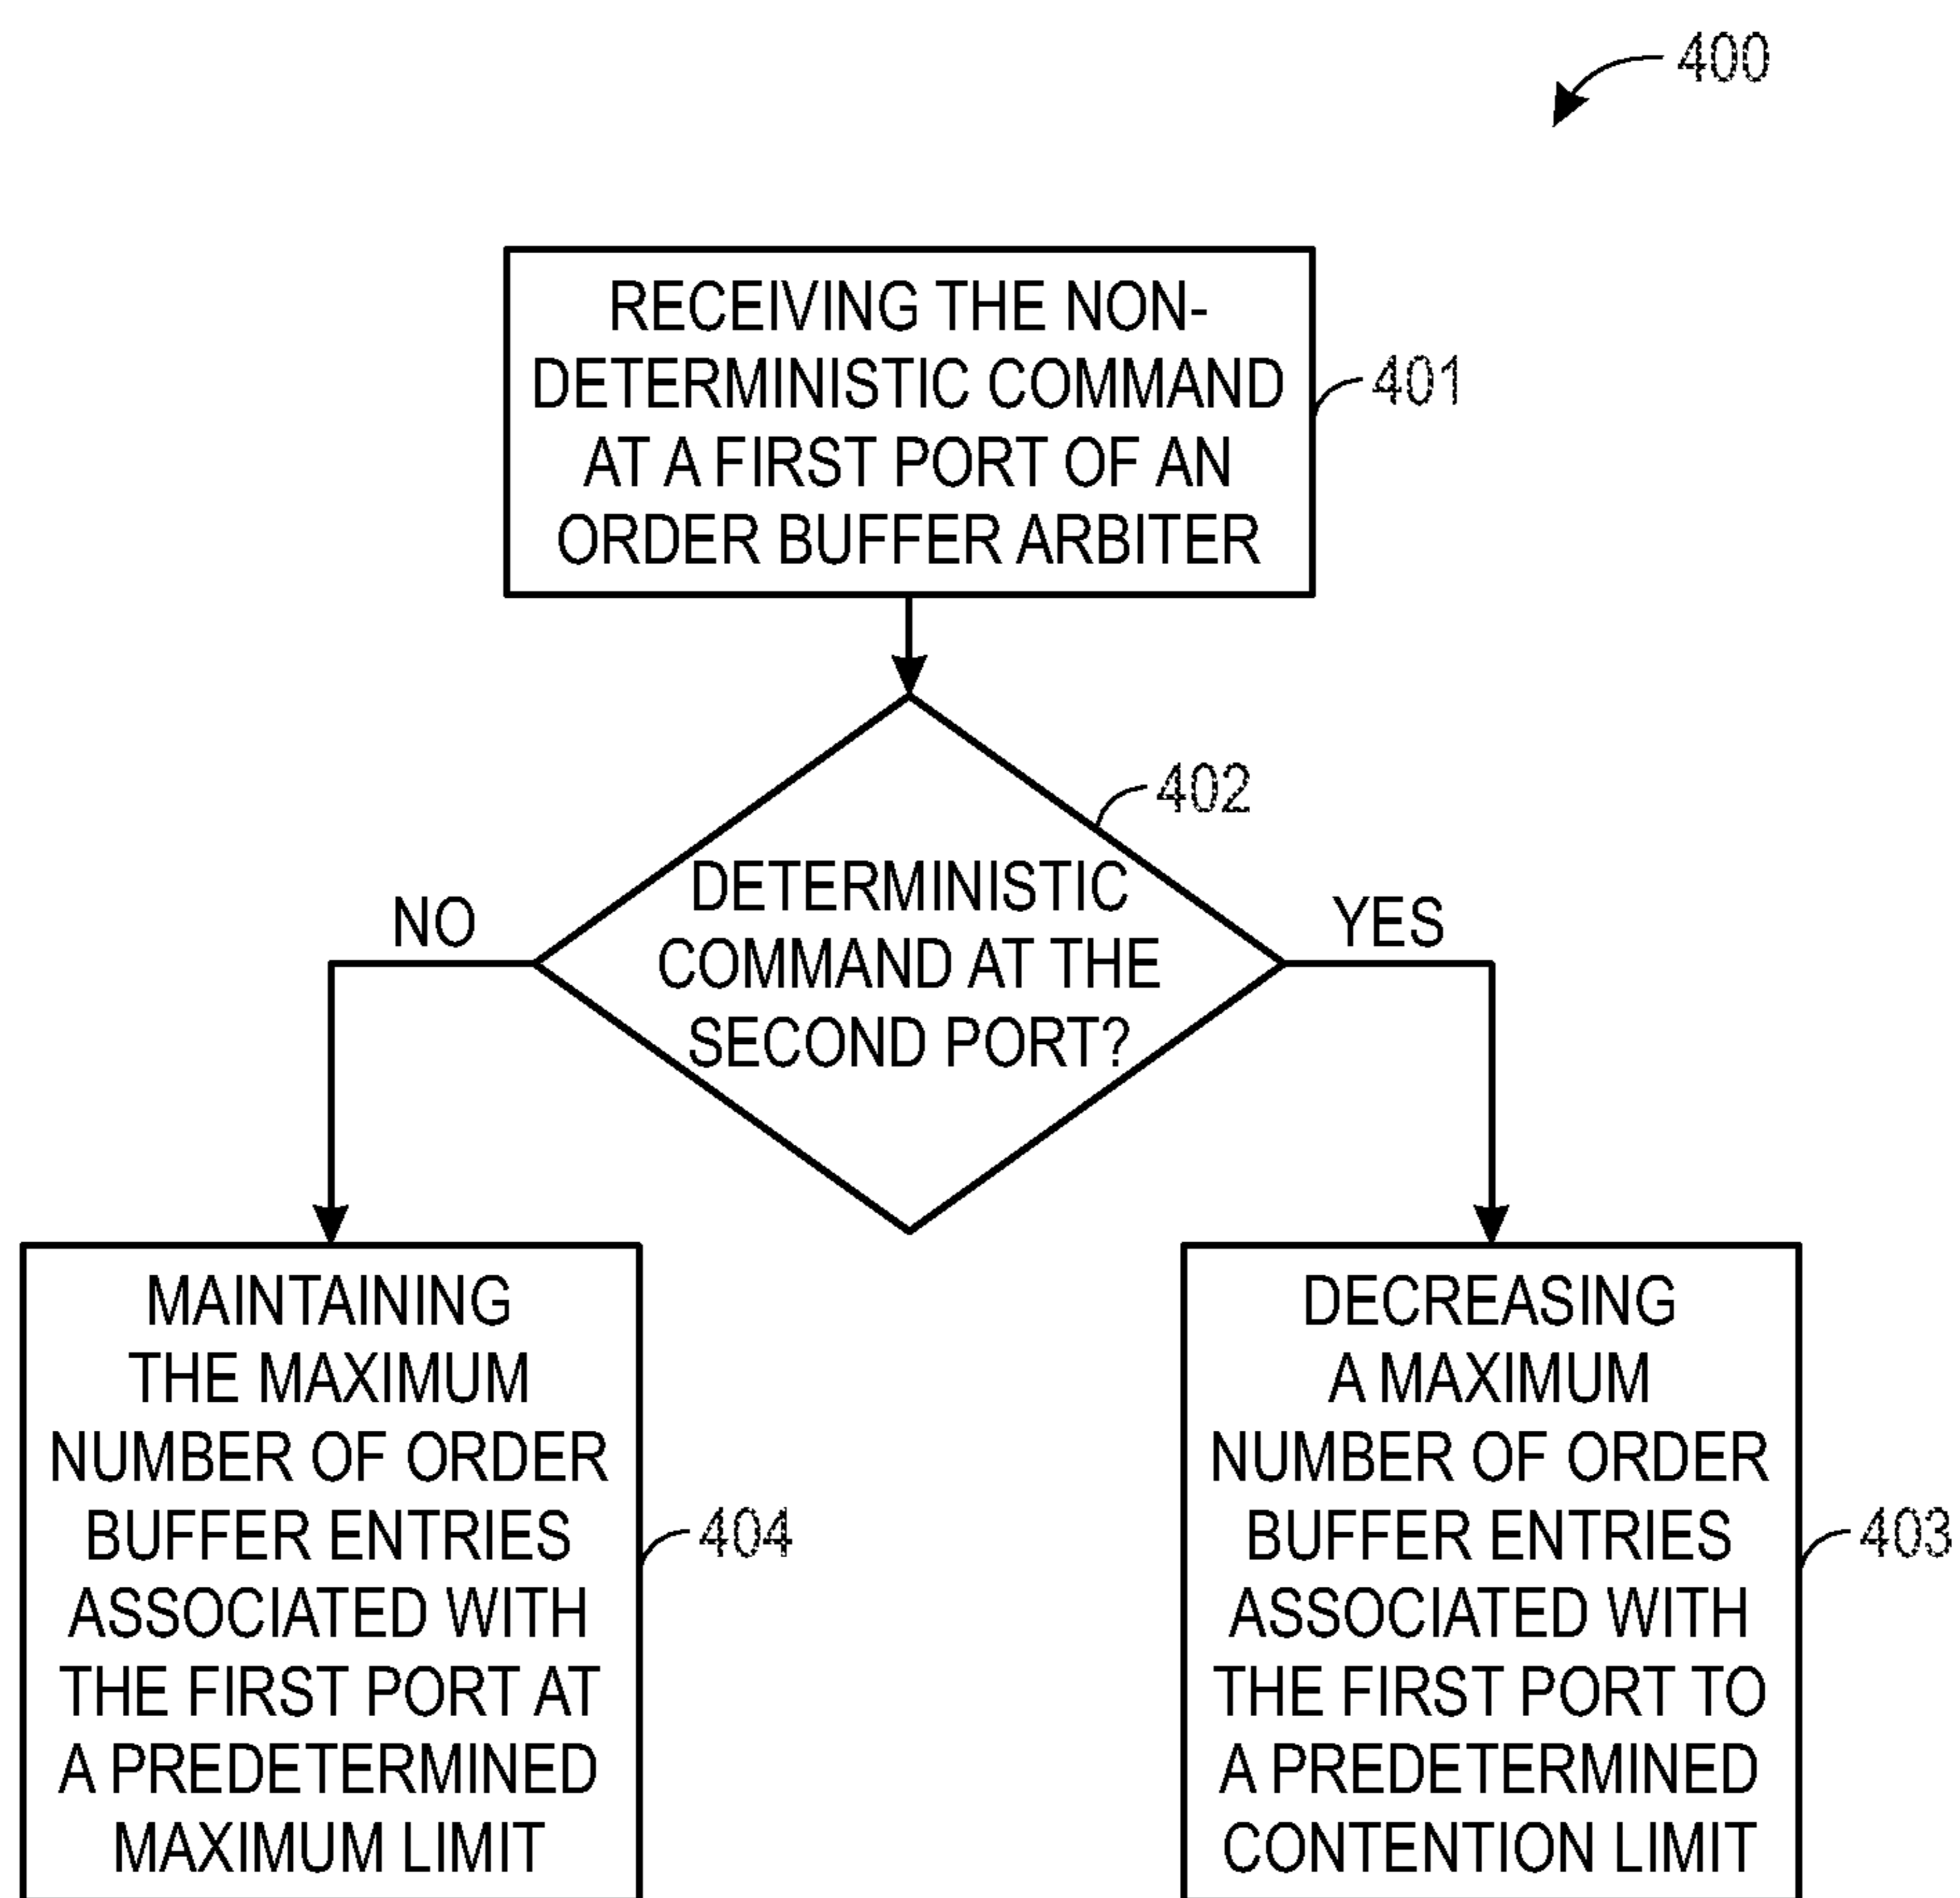 400
RECEIVING THE NON-
DETERMINISTIC COMMAND
AT A FIRST PORT OF AN
ORDER BUFFER ARBITER
401
402
DETERMINISTIC
COMMAND AT THE
SECOND PORT?
NO
YES
MAINTAINING
THE MAXIMUM
NUMBER OF ORDER
BUFFER ENTRIES
ASSOCIATED WITH
THE FIRST PORT AT
A PREDETERMINED
MAXIMUM LIMIT
404
DECREASING
A MAXIMUM
NUMBER OF ORDER
BUFFER ENTRIES
ASSOCIATED WITH
THE FIRST PORT TO
A PREDETERMINED
CONTENTION LIMIT
403